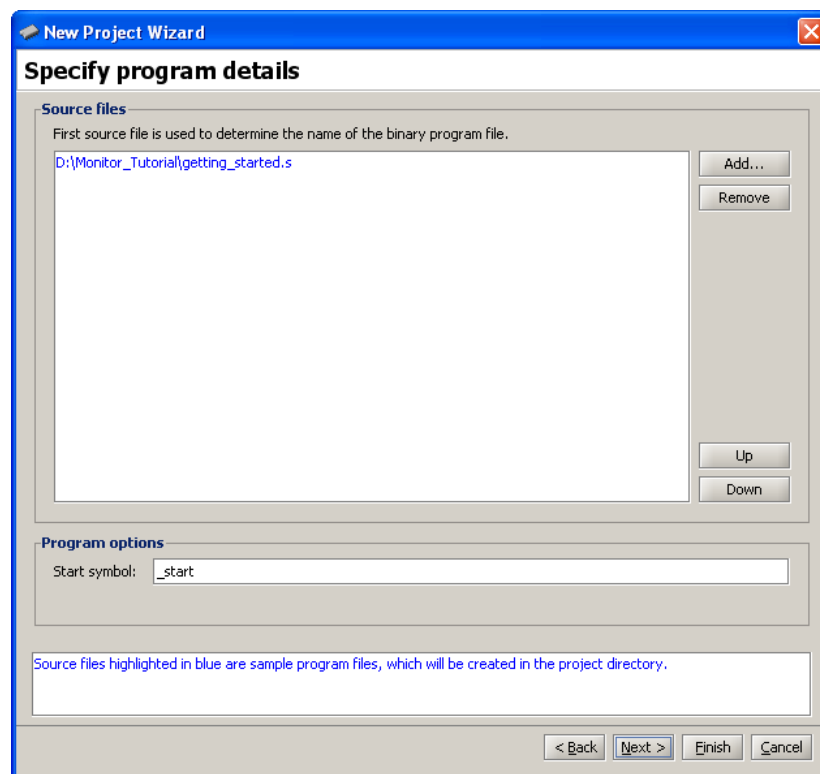 New Project Wizard
Specify program details
Source files
First source file is used to determine the name of the binary program file.
D:\Monitor_Tutorial\getting_started.s
Add...
Remove
Up
Down
Program options
Start symbol: _start
Source files highlighted in blue are sample program files, which will be created in the project directory.
< Back Next > Finish Cancel